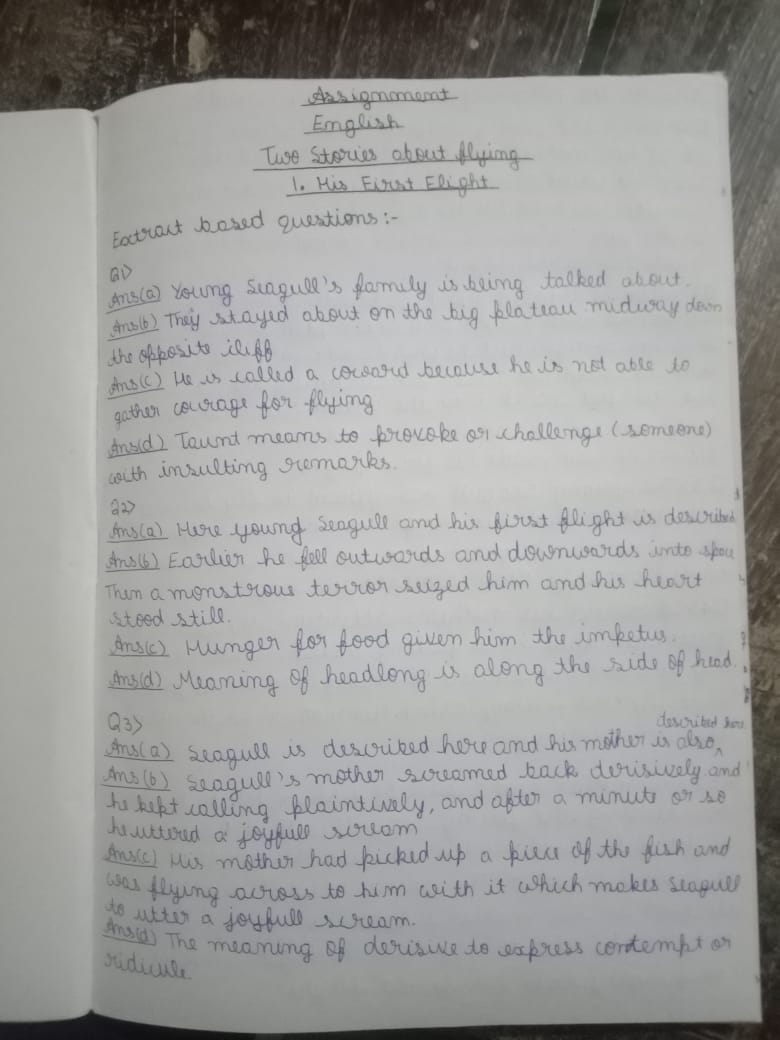 Assignmment
English
Two Stories about flying
1. His First Elight
Extract based questions:-
Q1>
Ans(a) Young Seagull's family is being talked about.
Ans(b) They stayed about on the big plateau midway down
the opposite iliff
Ans(c) He is called a coward because he is not able to
gather courage for flying
Ans(d) Taunt means to provoke or challenge (someone)
with insulting remarks.
Q2>
Ans(a) Here young Seagull and his first flight is described
Ans(b) Earlier he fell outwards and downwards into space
Then a monstrous terror seized him and his heart
stood still.
Ans(c) Hunger for food given him the impetus.
Ans(d) Meaning of headlong is along the side of head.
Q3>
Ans(a) Seagull is described here and his mother is also described here
Ans(b) Seagull's mother screamed back derisively and
he kept calling plaintively, and after a minute or so
he uttered a joyfull scream
Ans(c) His mother had picked up a piece of the fish and
was flying across to him with it which makes Seagull
to utter a joyfull scream.
Ans(d) The meaning of derisive to express contempt or
ridicule